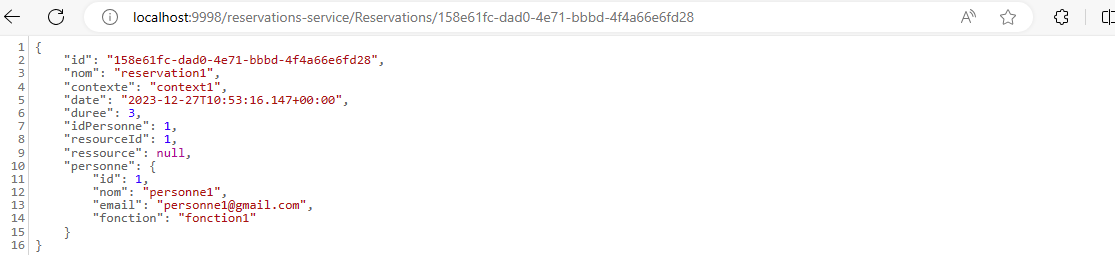 localhost:9998/reservations-service/Reservations/158e61fc-dad0-4e71-bbbd-4f4a66e6fd28
1 {
2 "id": "158e61fc-dad0-4e71-bbbd-4f4a66e6fd28",
3 "nom": "reservation1",
4 "contexte": "context1",
5 "date": "2023-12-27T10:53:16.147+00:00",
6 "duree": 3,
7 "idPersonne": 1,
8 "resourceId": 1,
9 "ressource": null,
10 "personne": {
11 "id": 1,
12 "nom": "personne1",
13 "email": "personne1@gmail.com",
14 "fonction": "fonction1"
15 }
16 }